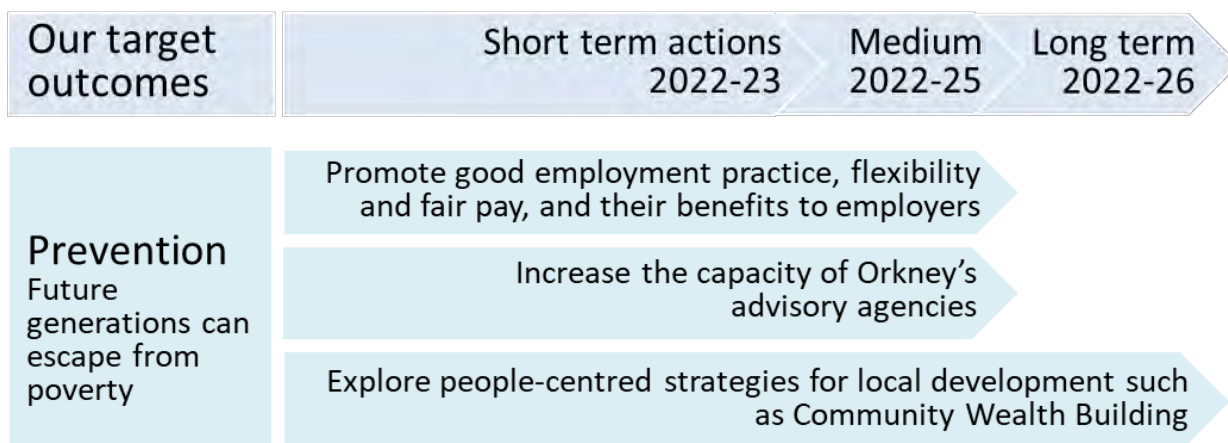 Our target
outcomes
Short term actions
2022-23
Medium
2022-25
Long term
2022-26
Prevention
Future
generations can
escape from
poverty
Promote good employment practice, flexibility
and fair pay, and their benefits to employers
Increase the capacity of Orkney’s
advisory agencies
Explore people-centred strategies for local development such
as Community Wealth Building